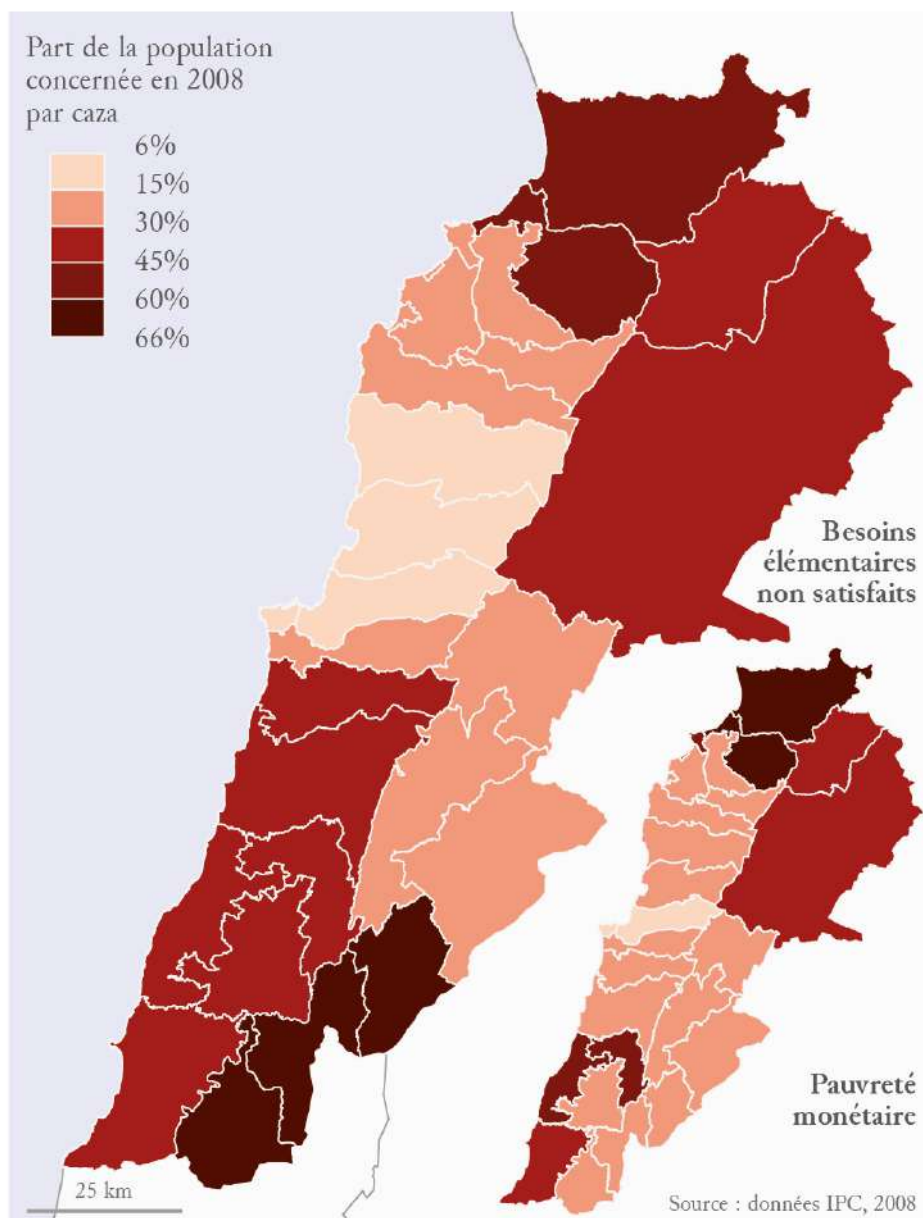 Part de la population
concernée en 2008
par caza
6%
15%
30%
45%
60%
66%
Besoins
élémentaires
non satisfaits
Pauvreté
monétaire
25 km
Source : données IPC, 2008